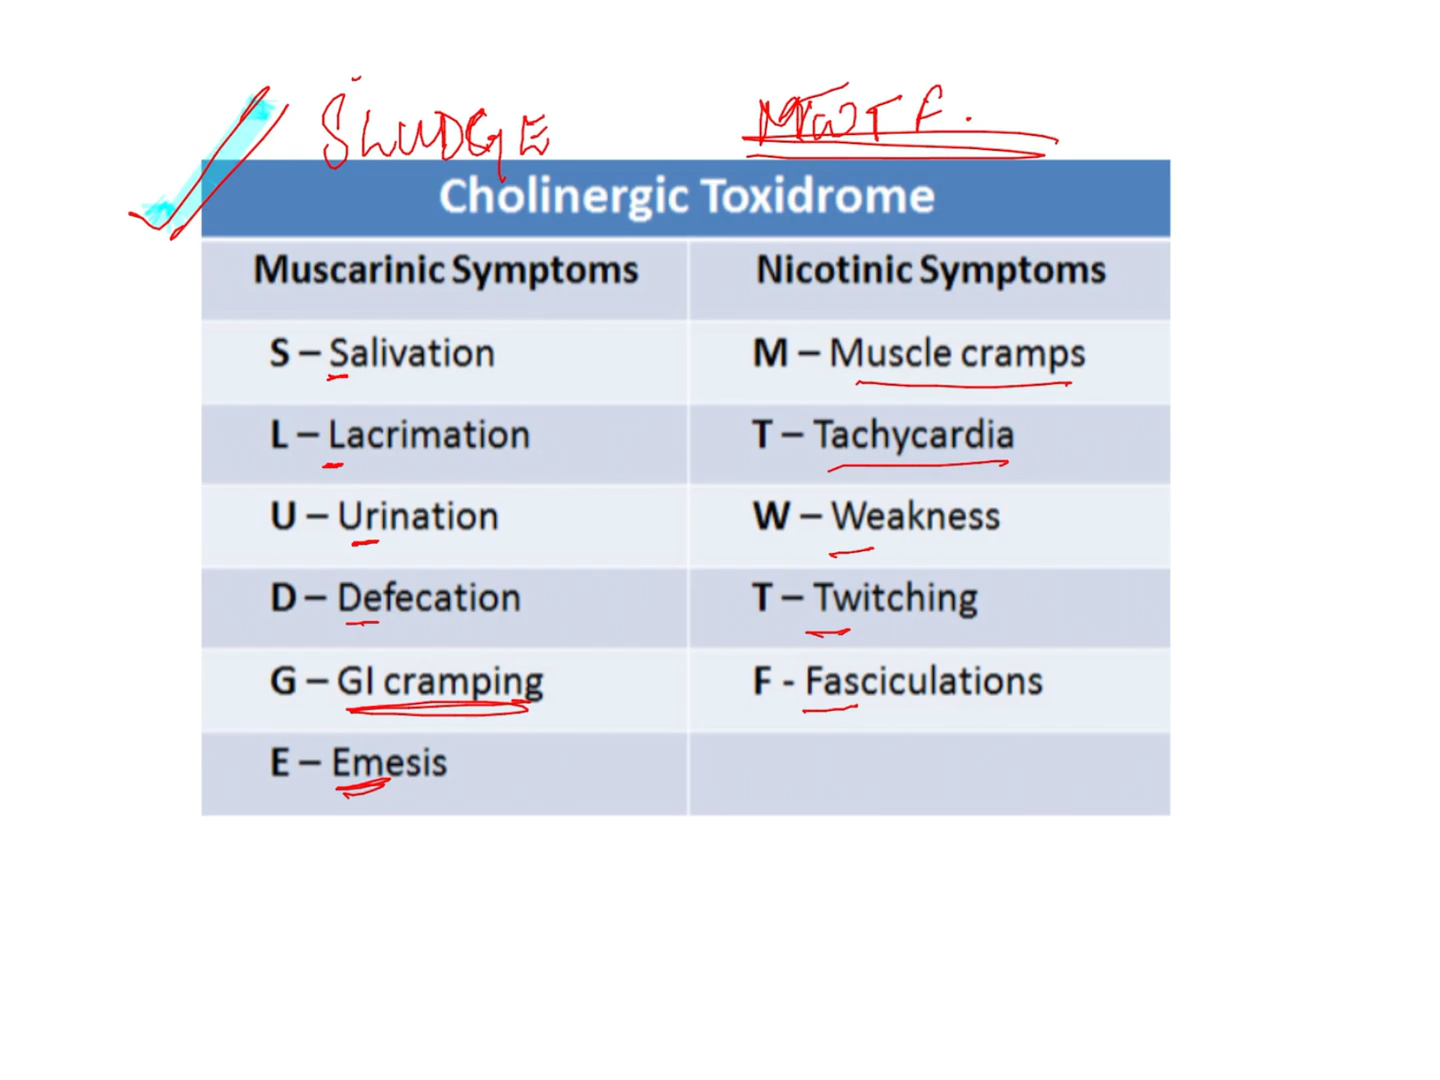 SLUDGE MTWTF.
Cholinergic Toxidrome
Muscarinic Symptoms Nicotinic Symptoms
S – Salivation M – Muscle cramps
L – Lacrimation T – Tachycardia
U – Urination W – Weakness
D – Defecation T – Twitching
G – GI cramping F - Fasciculations
E – Emesis